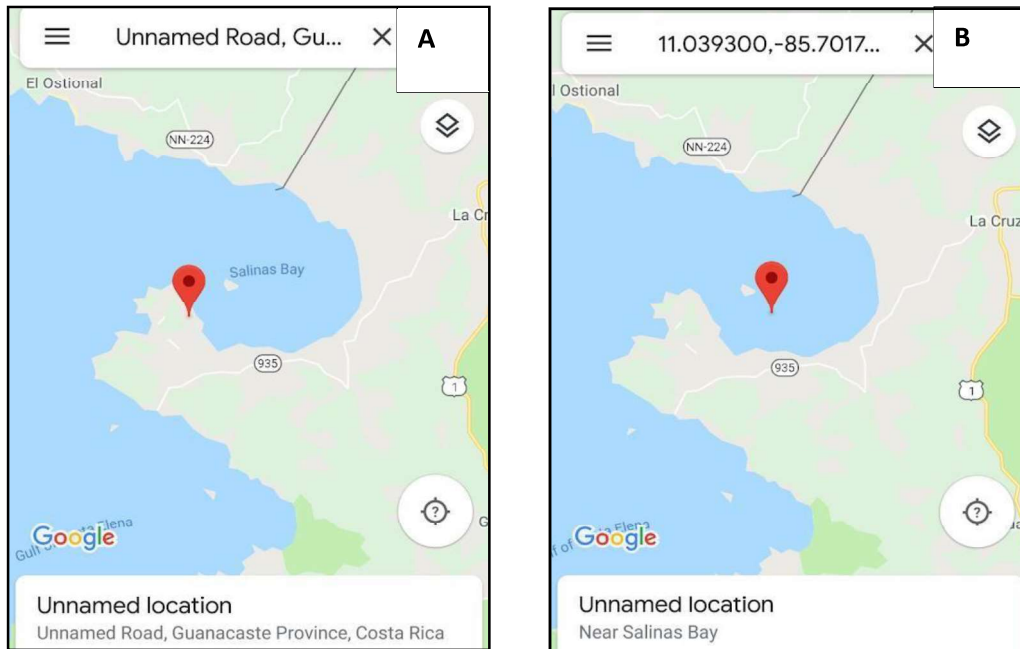 Unnamed Road, Gu...
A
El Ostional
NN-224
La Cr
Salinas Bay
935
1
?
G
Google
Unnamed location
Unnamed Road, Guanacaste Province, Costa Rica
11.039300,-85.7017...
B
l Ostional
NN-224
La Cruz
935
1
?
Google
Unnamed location
Near Salinas Bay